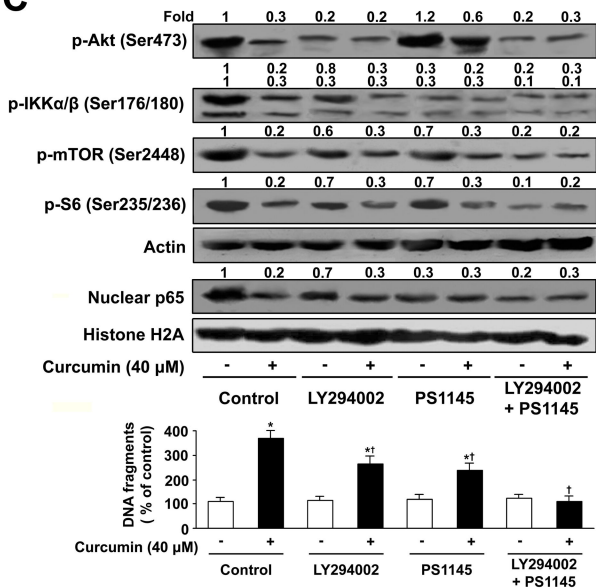 C
Fold 1 0.3 0.2 0.2 1.2 0.6 0.2 0.3
p-Akt (Ser473)
1 0.2 0.8 0.3 0.3 0.2 0.2 0.3
1 0.3 0.3 0.3 0.3 0.3 0.1 0.1
p-IKKα/β (Ser176/180)
1 0.2 0.6 0.3 0.7 0.3 0.2 0.2
p-mTOR (Ser2448)
1 0.2 0.7 0.3 0.7 0.3 0.1 0.2
p-S6 (Ser235/236)
Actin
1 0.2 0.7 0.3 0.3 0.3 0.2 0.3
Nuclear p65
Histone H2A
Curcumin (40 μM) - + - + - + - +
Control LY294002 PS1145 LY294002
+ PS1145
DNA fragments
( % of control)
400
300
200
100
0
* *† *† †
Curcumin (40 μM) - + - + - + - +
Control LY294002 PS1145 LY294002
+ PS1145